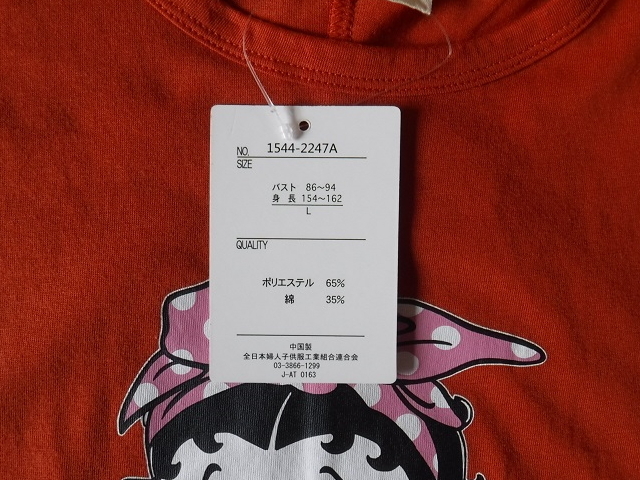 NO. 1544-2247A
SIZE
バスト 86～94
身長 154～162
L
QUALITY
ポリエステル 65%
綿 35%
中国製
全日本婦人子供服工業組合連合会
03-3866-1299
J-AT 0163